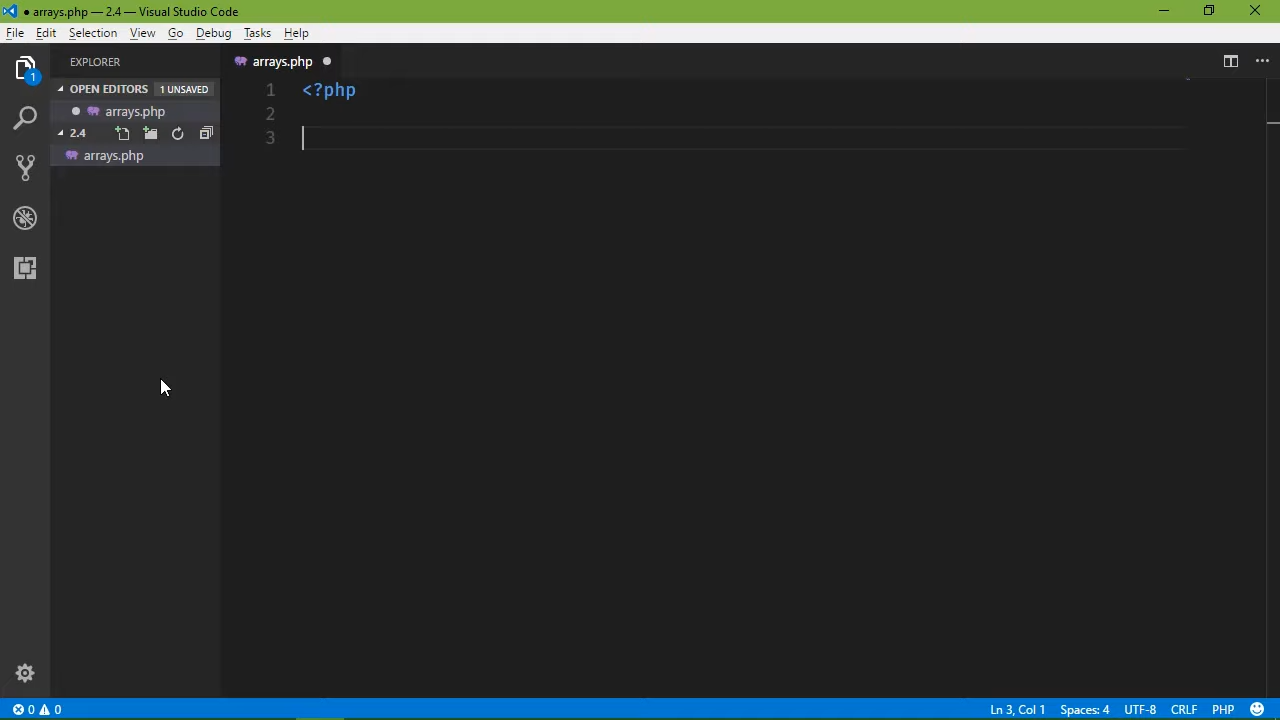 ● arrays.php — 2.4 — Visual Studio Code
File Edit Selection View Go Debug Tasks Help
EXPLORER
arrays.php
OPEN EDITORS 1 UNSAVED
arrays.php
2.4
arrays.php
1
1 <?php
2
3
0 0
Ln 3, Col 1 Spaces: 4 UTF-8 CRLF PHP